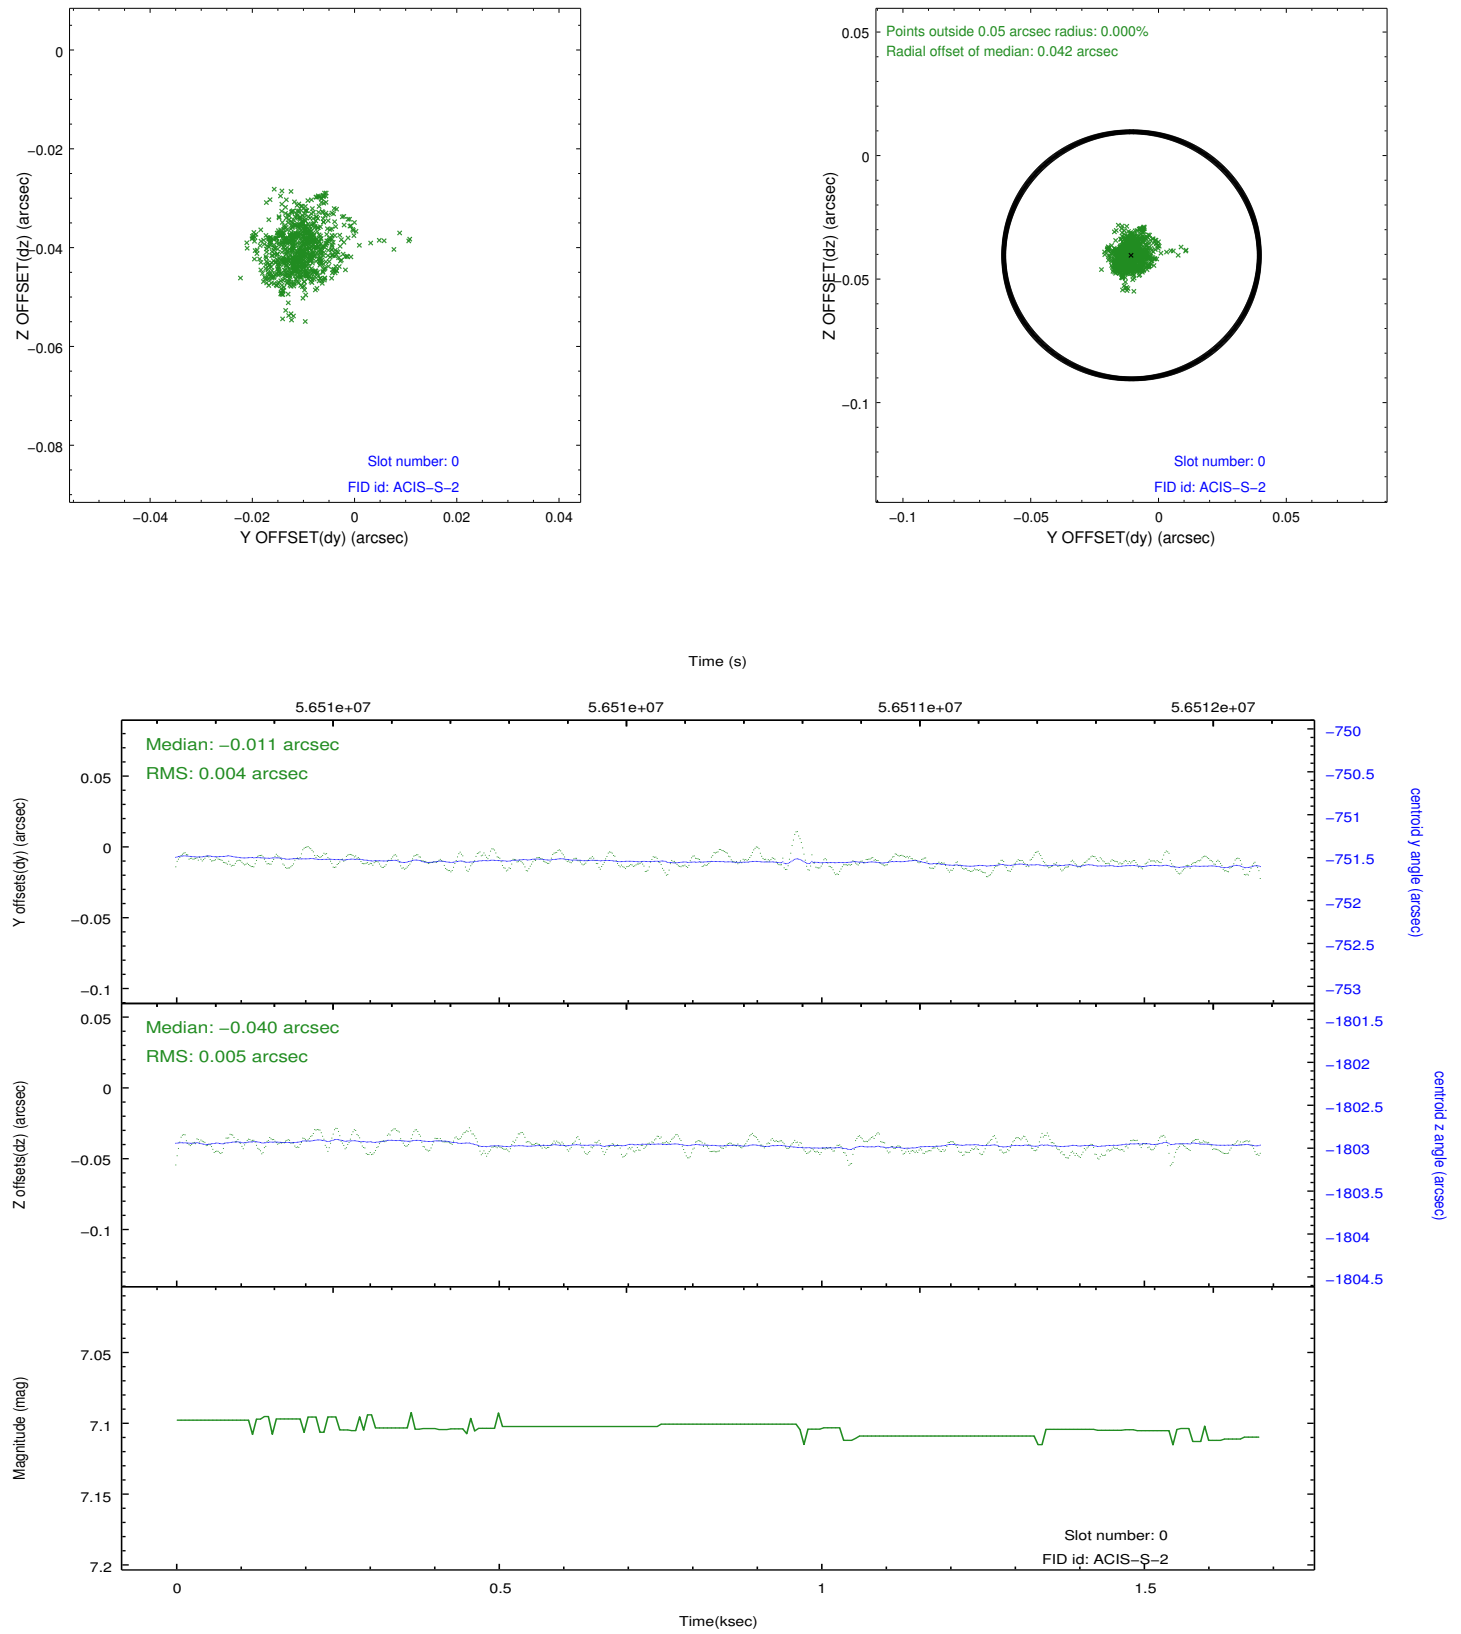 0
−0.02
−0.04
−0.06
−0.08
Z OFFSET(dz) (arcsec)
Slot number: 0
FID id: ACIS−S−2
−0.04 −0.02 0 0.02 0.04
Y OFFSET(dy) (arcsec)
Points outside 0.05 arcsec radius: 0.000%
Radial offset of median: 0.042 arcsec
0.05
0
−0.05
−0.1
Z OFFSET(dz) (arcsec)
Slot number: 0
FID id: ACIS−S−2
−0.1 −0.05 0 0.05
Y OFFSET(dy) (arcsec)
Time (s)
5.651e+07 5.651e+07 5.6511e+07 5.6512e+07
Median: −0.011 arcsec
RMS: 0.004 arcsec
0.05
0
−0.05
−0.1
Y offsets(dy) (arcsec)
−750
−750.5
−751
−751.5
−752
−752.5
−753
centroid y angle (arcsec)
Median: −0.040 arcsec
RMS: 0.005 arcsec
0.05
0
−0.05
−0.1
Z offsets(dz) (arcsec)
−1801.5
−1802
−1802.5
−1803
−1803.5
−1804
−1804.5
centroid z angle (arcsec)
7.05
7.1
7.15
7.2
Magnitude (mag)
Slot number: 0
FID id: ACIS−S−2
0 0.5 1 1.5
Time(ksec)